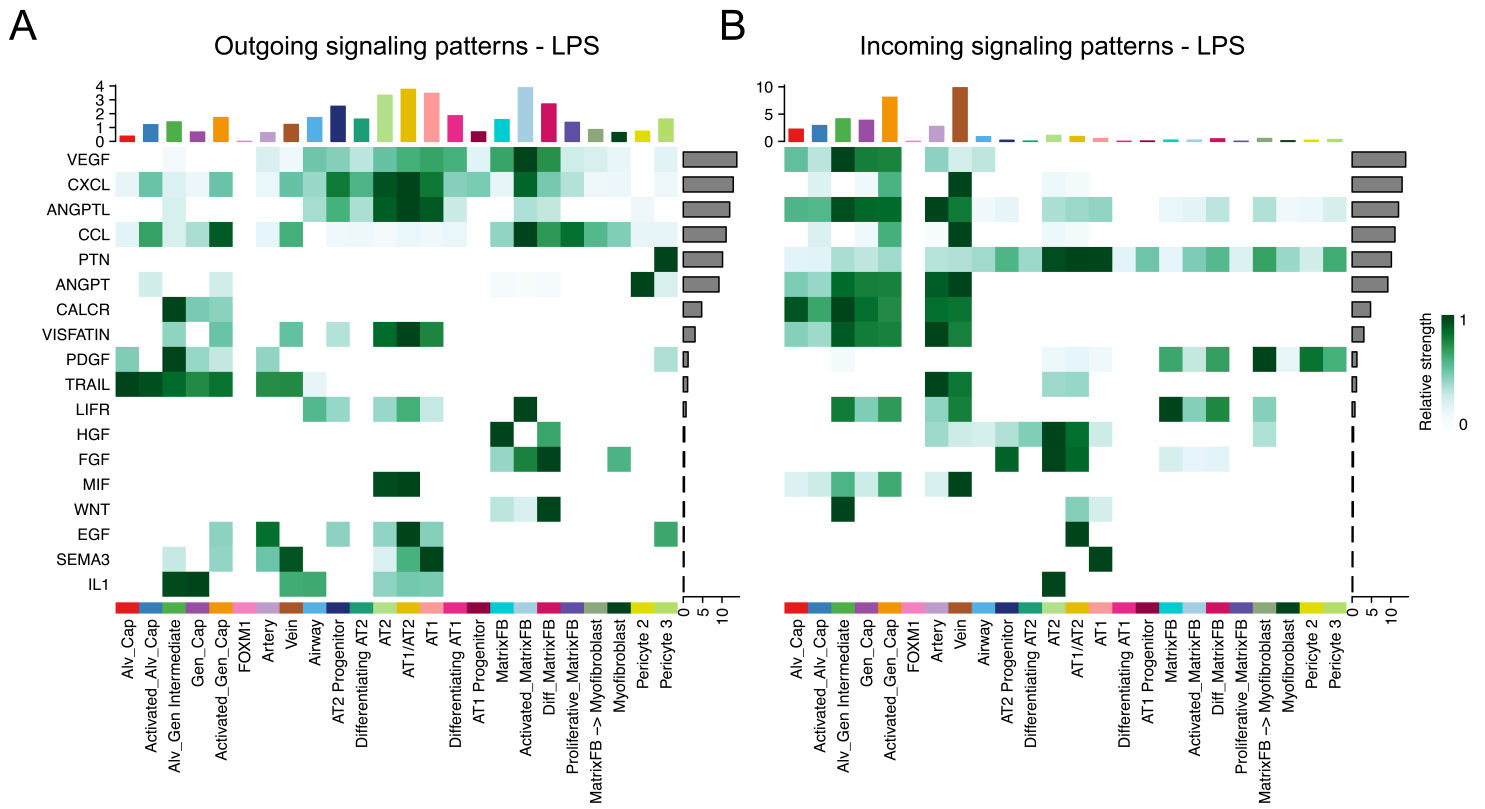 A
B
Outgoing signaling patterns - LPS
Incoming signaling patterns - LPS
4
3
2
1
0
10
5
0
VEGF
CXCL
ANGPTL
CCL
PTN
ANGPT
CALCR
VISFATIN
PDGF
TRAIL
LIFR
HGF
FGF
MIF
WNT
EGF
SEMA3
IL1
0
5
10
0
5
10
Relative strength
1
0
Alv_Cap
Activated_Alv_Cap
Alv_Gen Intermediate
Gen_Cap
Activated_Gen_Cap
FOXM1
Artery
Vein
Airway
AT2 Progenitor
Differentiating AT2
AT2
AT1/AT2
AT1
Differentiating AT1
AT1 Progenitor
MatrixFB
Activated_MatrixFB
Diff_MatrixFB
Proliferative_MatrixFB
MatrixFB −> Myofibroblast
Myofibroblast
Pericyte 2
Pericyte 3
Alv_Cap
Activated_Alv_Cap
Alv_Gen Intermediate
Gen_Cap
Activated_Gen_Cap
FOXM1
Artery
Vein
Airway
AT2 Progenitor
Differentiating AT2
AT2
AT1/AT2
AT1
Differentiating AT1
AT1 Progenitor
MatrixFB
Activated_MatrixFB
Diff_MatrixFB
Proliferative_MatrixFB
MatrixFB −> Myofibroblast
Myofibroblast
Pericyte 2
Pericyte 3